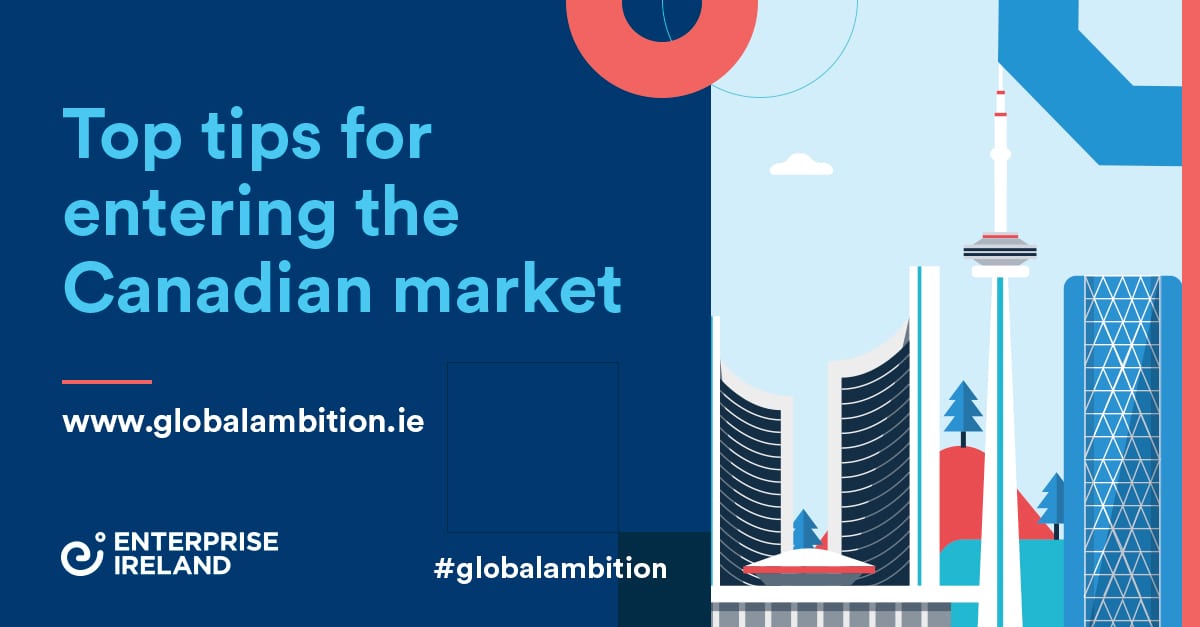 Top tips for
entering the
Canadian market
www.globalambition.ie
ENTERPRISE
IRELAND
#globalambition